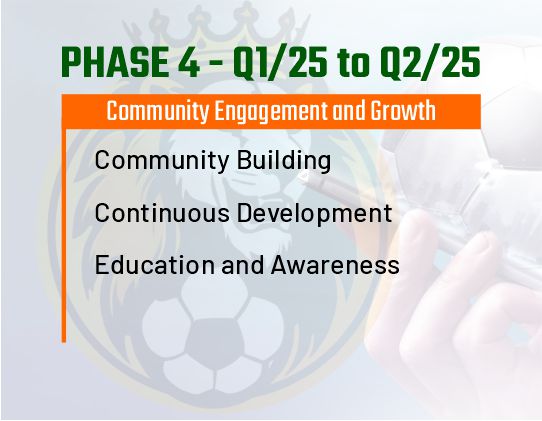 PHASE 4 - Q1/25 to Q2/25
Community Engagement and Growth
Community Building
Continuous Development
Education and Awareness